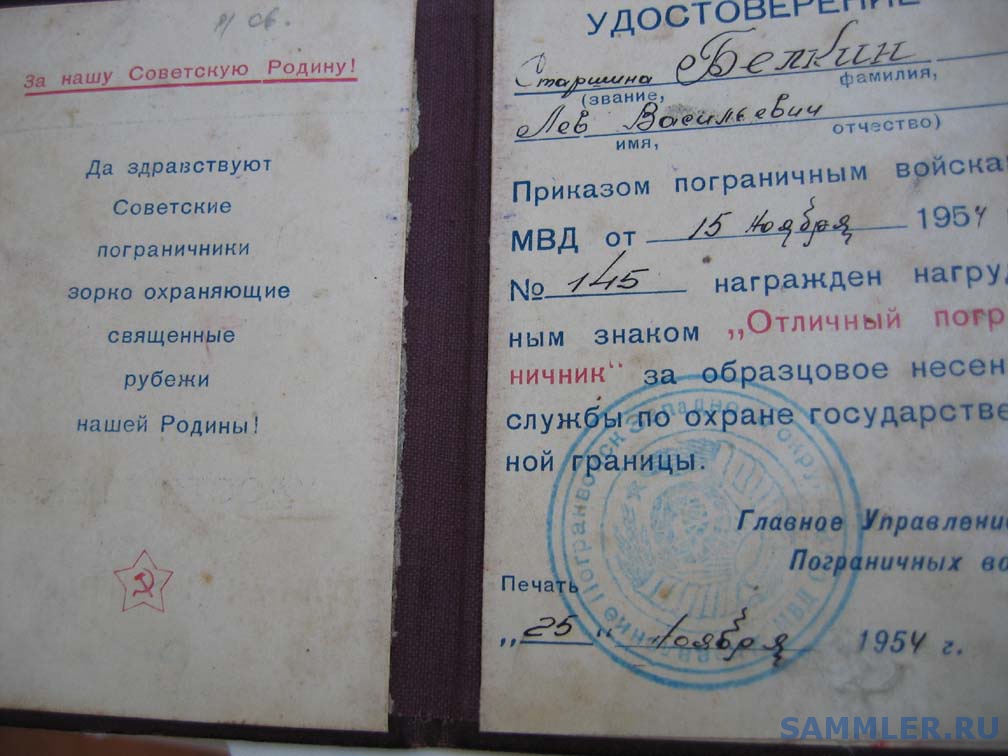 За нашу Советскую Родину!
Да здравствуют
Советские
пограничники
зорко охраняющие
священные
рубежи
нашей Родины!
УДОСТОВЕРЕНИЕ
Старшина Белкин
(звание, фамилия,
Лев Васильевич
имя, отчество)
Приказом пограничным войска
МВД от 15 Ноября 1954
№ 145 награжден нагруд
ным знаком „Отличный погр
ничник“ за образцовое несен
службы по охране государстве
ной границы.
Главное Управлени
Пограничных во
Печать
„25“ Ноября 1954 г.
SAMMLER.RU